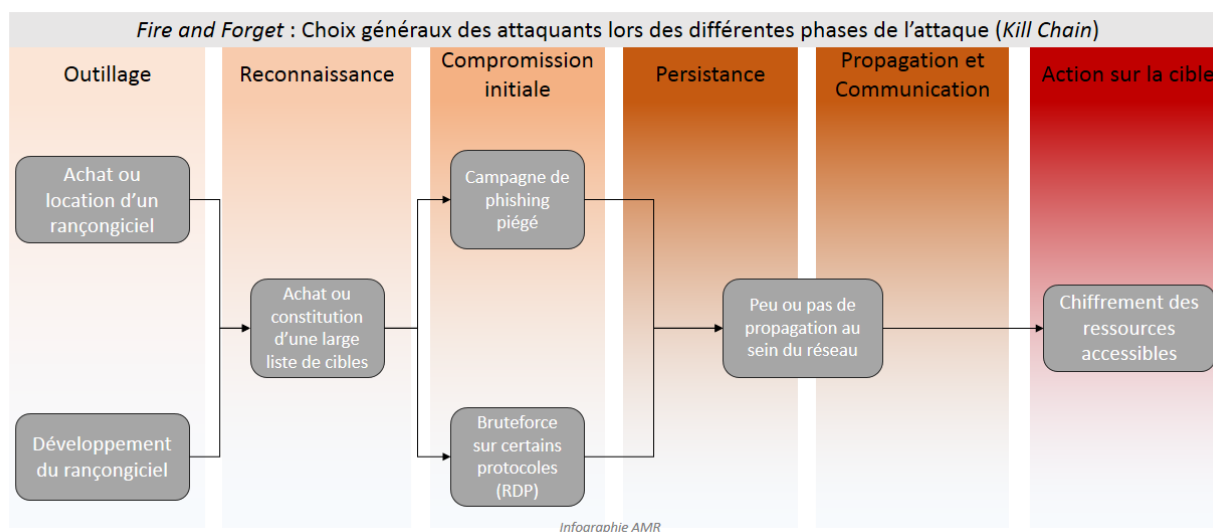 Fire and Forget : Choix généraux des attaquants lors des différentes phases de l'attaque (Kill Chain)
Outillage
Reconnaissance
Compromission
initiale
Persistance
Propagation et
Communication
Action sur la cible
Achat ou
location d'un
rançongiciel
Développement
du rançongiciel
Achat ou
constitution
d'une large
liste de cibles
Campagne de
phishing
piégé
Bruteforce
sur certains
protocoles
(RDP)
Peu ou pas de
propagation au
sein du réseau
Chiffrement des
ressources
accessibles
Infographie AMR